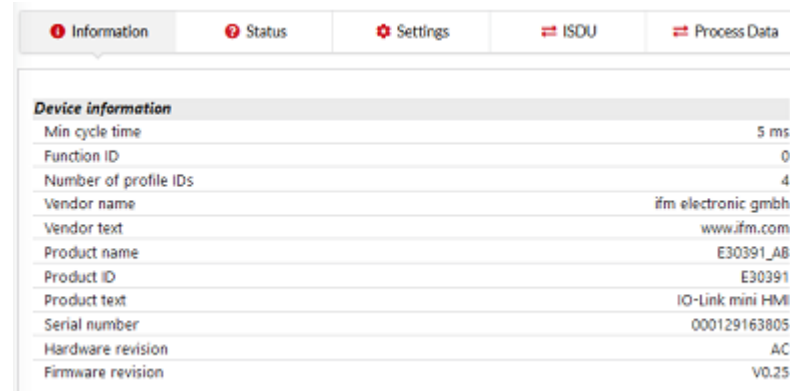 Information Status Settings ISDU Process Data
Device information
Min cycle time 5 ms
Function ID 0
Number of profile IDs 4
Vendor name ifm electronic gmbh
Vendor text www.ifm.com
Product name E30391_AB
Product ID E30391
Product text IO-Link mini HMI
Serial number 000129163805
Hardware revision AC
Firmware revision V0.25